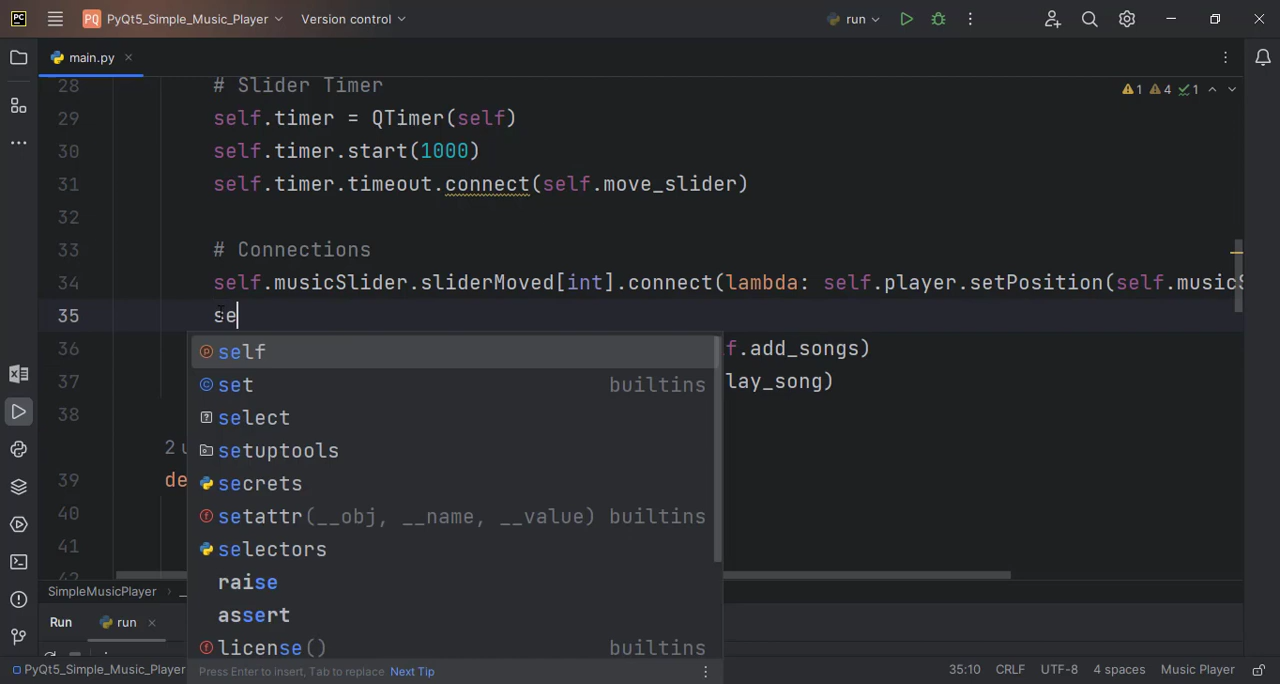 PC PQ PyQt5_Simple_Music_Player Version control run
main.py
28 # Slider Timer 1 4 1
29 self.timer = QTimer(self)
30 self.timer.start(1000)
31 self.timer.timeout.connect(self.move_slider)
32
33 # Connections
34 self.musicSlider.sliderMoved[int].connect(lambda: self.player.setPosition(self.musicS
35 se
36 f.add_songs)
self
37 lay_song)
set builtins
38
select
2 u
setuptools
39 de
secrets
40
setattr(__obj, __name, __value) builtins
41
selectors
42
raise
SimpleMusicPlayer
assert
Run run
license() builtins
Press Enter to insert, Tab to replace Next Tip
PyQt5_Simple_Music_Player 35:10 CRLF UTF-8 4 spaces Music Player